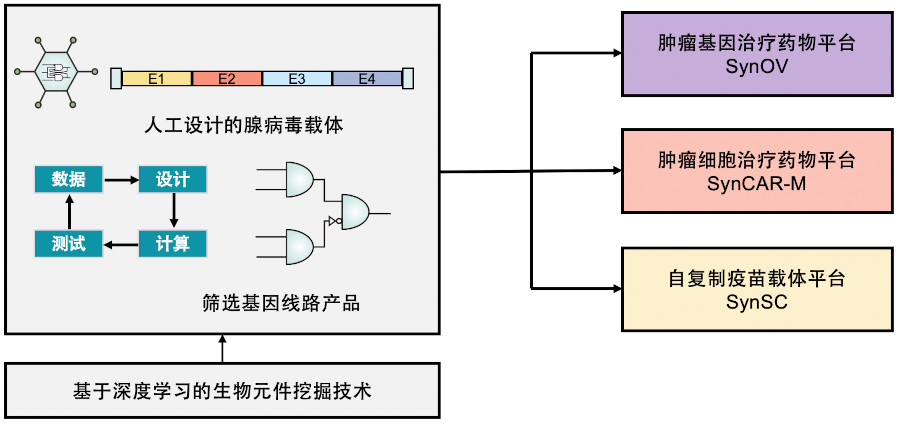 E1 E2 E3 E4
人工设计的腺病毒载体
数据 设计
测试 计算
筛选基因线路产品
基于深度学习的生物元件挖掘技术
肿瘤基因治疗药物平台
SynOV
肿瘤细胞治疗药物平台
SynCAR-M
自复制疫苗载体平台
SynSC